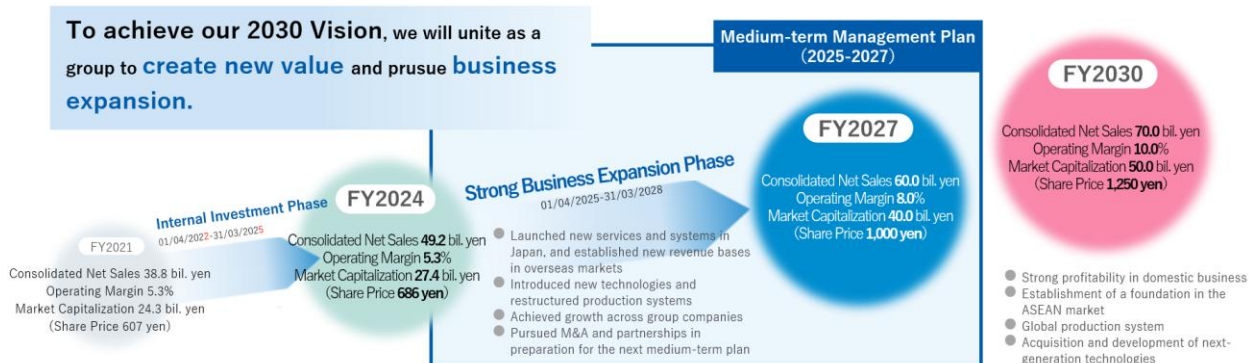 To achieve our 2030 Vision, we will unite as a
group to create new value and prusue business
expansion.
Medium-term Management Plan
(2025-2027)
FY2021
Consolidated Net Sales 38.8 bil. yen
Operating Margin 5.3%
Market Capitalization 24.3 bil. yen
(Share Price 607 yen)
Internal Investment Phase
01/04/2022-31/03/2025
FY2024
Consolidated Net Sales 49.2 bil. yen
Operating Margin 5.3%
Market Capitalization 27.4 bil. yen
(Share Price 686 yen)
Strong Business Expansion Phase
01/04/2025-31/03/2028
● Launched new services and systems in
Japan, and established new revenue bases
in overseas markets
● Introduced new technologies and
restructured production systems
● Achieved growth across group companies
● Pursued M&A and partnerships in
preparation for the next medium-term plan
FY2027
Consolidated Net Sales 60.0 bil. yen
Operating Margin 8.0%
Market Capitalization 40.0 bil. yen
(Share Price 1,000 yen)
FY2030
Consolidated Net Sales 70.0 bil. yen
Operating Margin 10.0%
Market Capitalization 50.0 bil. yen
(Share Price 1,250 yen)
● Strong profitability in domestic business
● Establishment of a foundation in the
ASEAN market
● Global production system
● Acquisition and development of next-
generation technologies